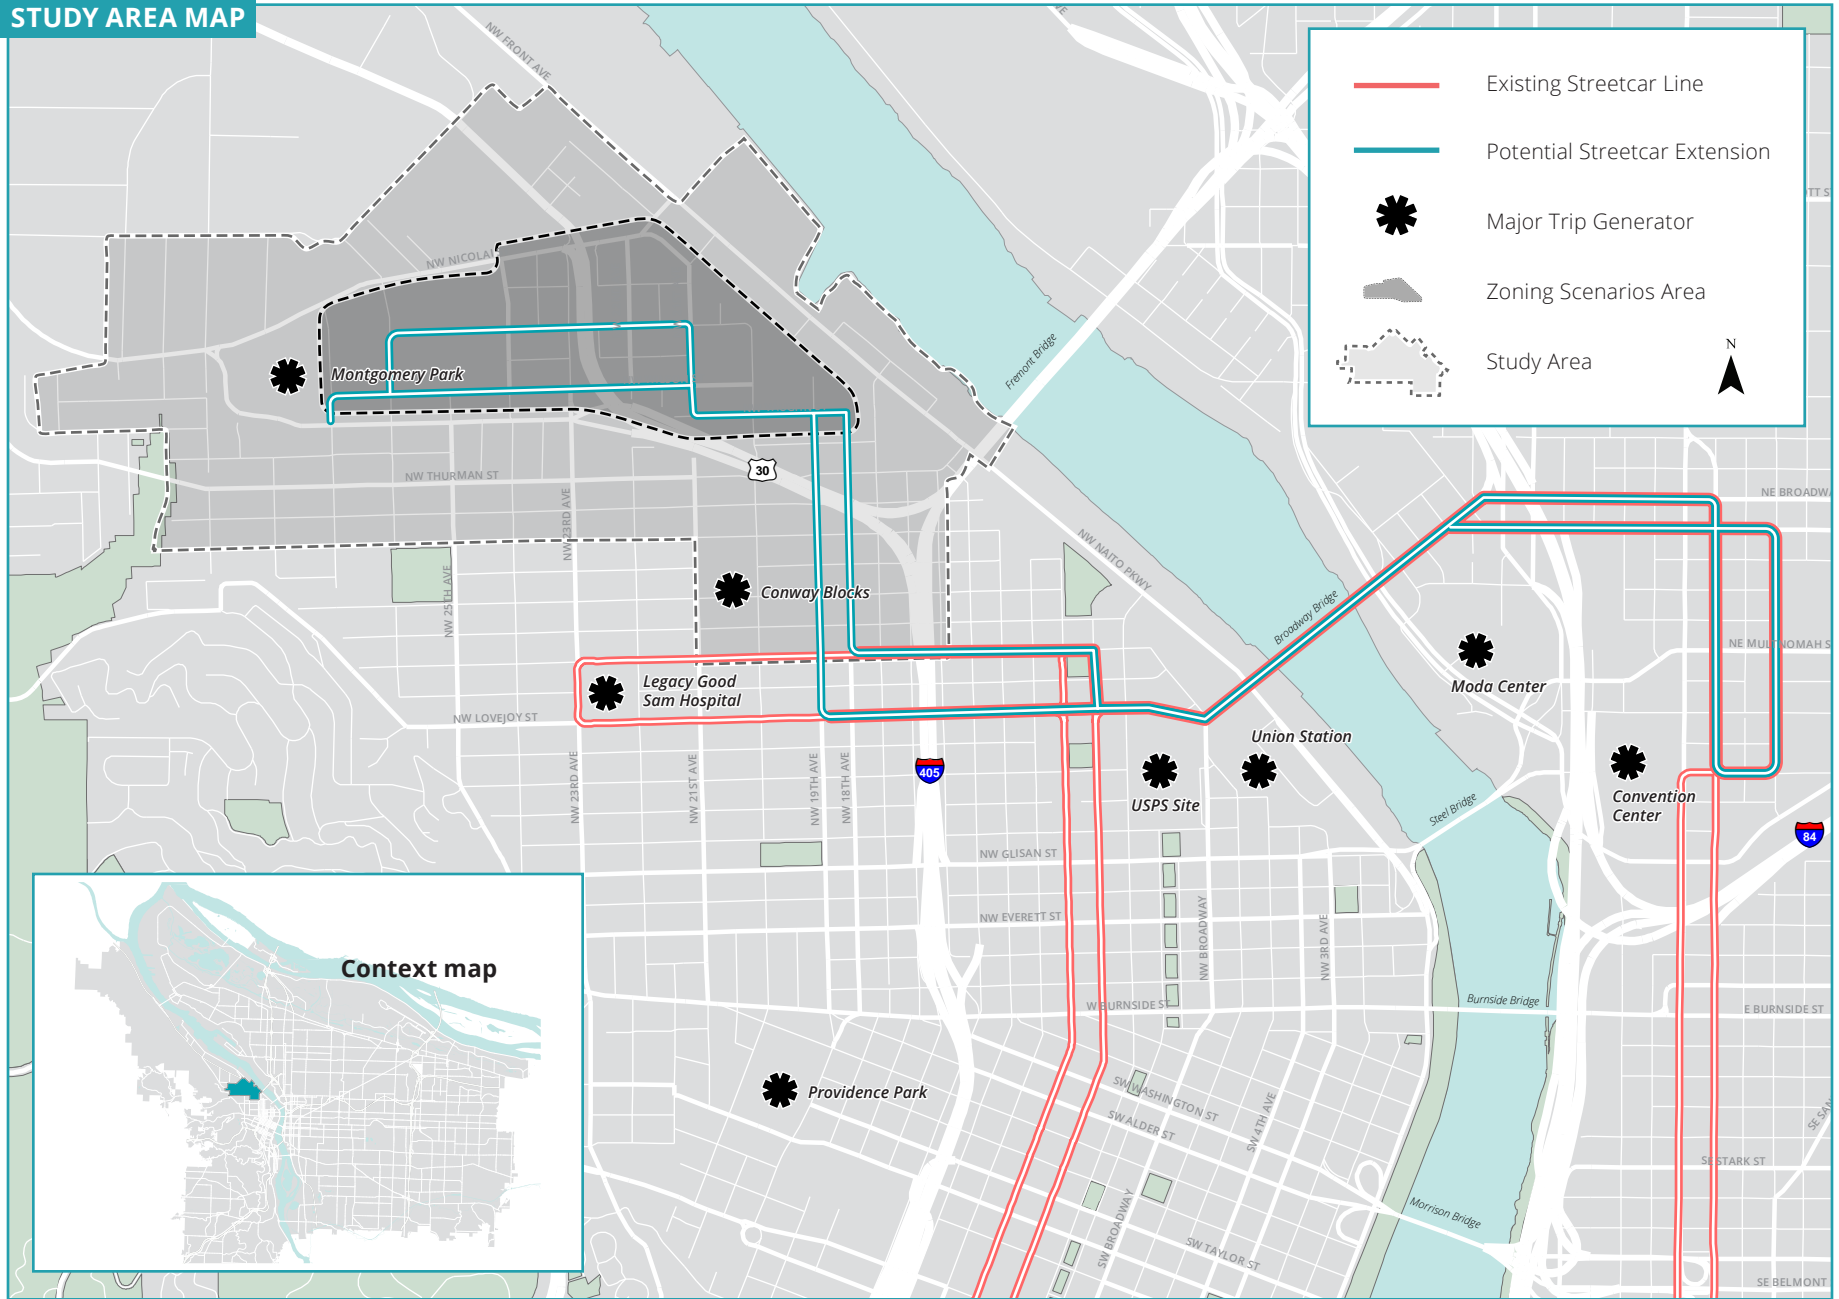 STUDY AREA MAP
NW FRONT AVE
Existing Streetcar Line
Potential Streetcar Extension
Major Trip Generator
Zoning Scenarios Area
N
Study Area
NW NICOLAI
Fremont Bridge
Montgomery Park
30
NW THURMAN ST
NW 23RD AVE
NE BROADWA
NW NAITO PKWY
NW 25TH AVE
Conway Blocks
Broadway Bridge
NE MULTNOMAH S
Moda Center
Legacy Good
Sam Hospital
NW LOVEJOY ST
Union Station
NW 23RD AVE
NW 21ST AVE
NW 19TH AVE
NW 18TH AVE
405
USPS Site
Steel Bridge
Convention
Center
84
NW GLISAN ST
NW EVERETT ST
NW BROADWAY
NW 3RD AVE
Context map
W BURNSIDE ST
Burnside Bridge
E BURNSIDE ST
Providence Park
SW WASHINGTON ST
SW ALDER ST
SW 4TH AVE
SE SAN
SE STARK ST
Morrison Bridge
SW BROADWAY
SW TAYLOR ST
SE BELMONT